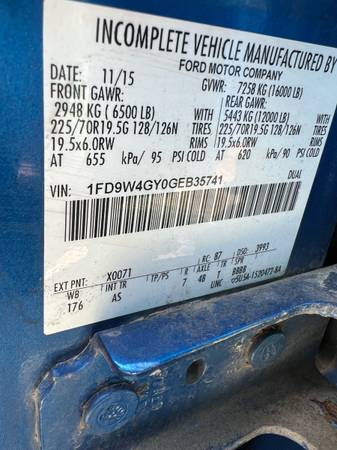 INCOMPLETE VEHICLE MANUFACTURED BY
FORD MOTOR COMPANY
DATE: 11/15 GVWR: 7258 KG (16000 LB)
FRONT GAWR: REAR GAWR:
2948 KG ( 6500 LB) WITH 5443 KG (12000 LB) WITH
225/70R19.5G 128/126N TIRES 225/70R19.5G 128/126N TIRES
19.5x6.0RW RIMS 19.5x6.0RW RIMS
AT 655 kPa/ 95 PSI COLD AT 620 kPa/ 90 PSI COLD
VIN: 1FD9W4GY0GEB35741 DUAL
RC: B7 DSO: 3993
EXT PNT: X0071 TP/PS R AXLE TR SPR
WB INT TR 7 48 T BBBB
176 AS UNC